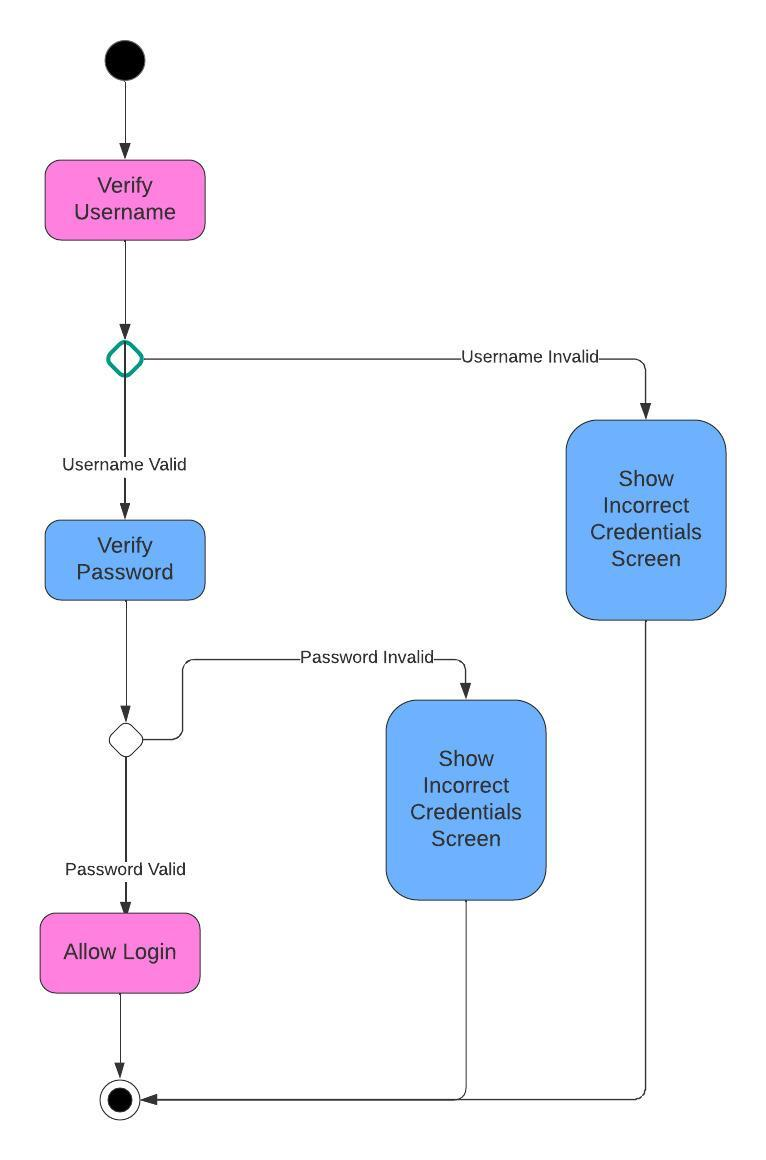 Verify
Username
Username Invalid
Username Valid
Show
Incorrect
Credentials
Screen
Verify
Password
Password Invalid
Show
Incorrect
Credentials
Screen
Password Valid
Allow Login